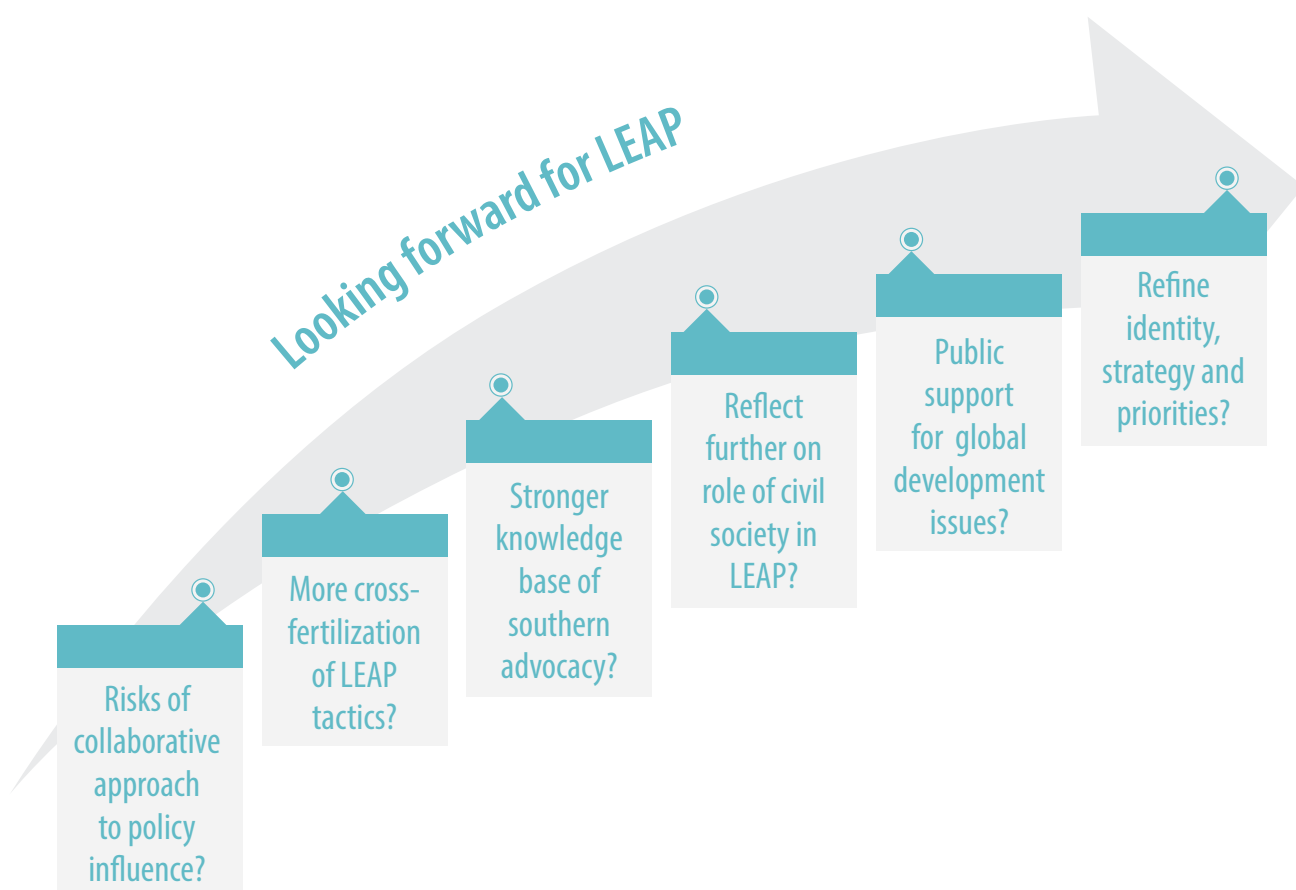 Looking forward for LEAP
Risks of
collaborative
approach
to policy
influence?
More cross-
fertilization
of LEAP
tactics?
Stronger
knowledge
base of
southern
advocacy?
Reflect
further on
role of civil
society in
LEAP?
Public
support
for global
development
issues?
Refine
identity,
strategy and
priorities?